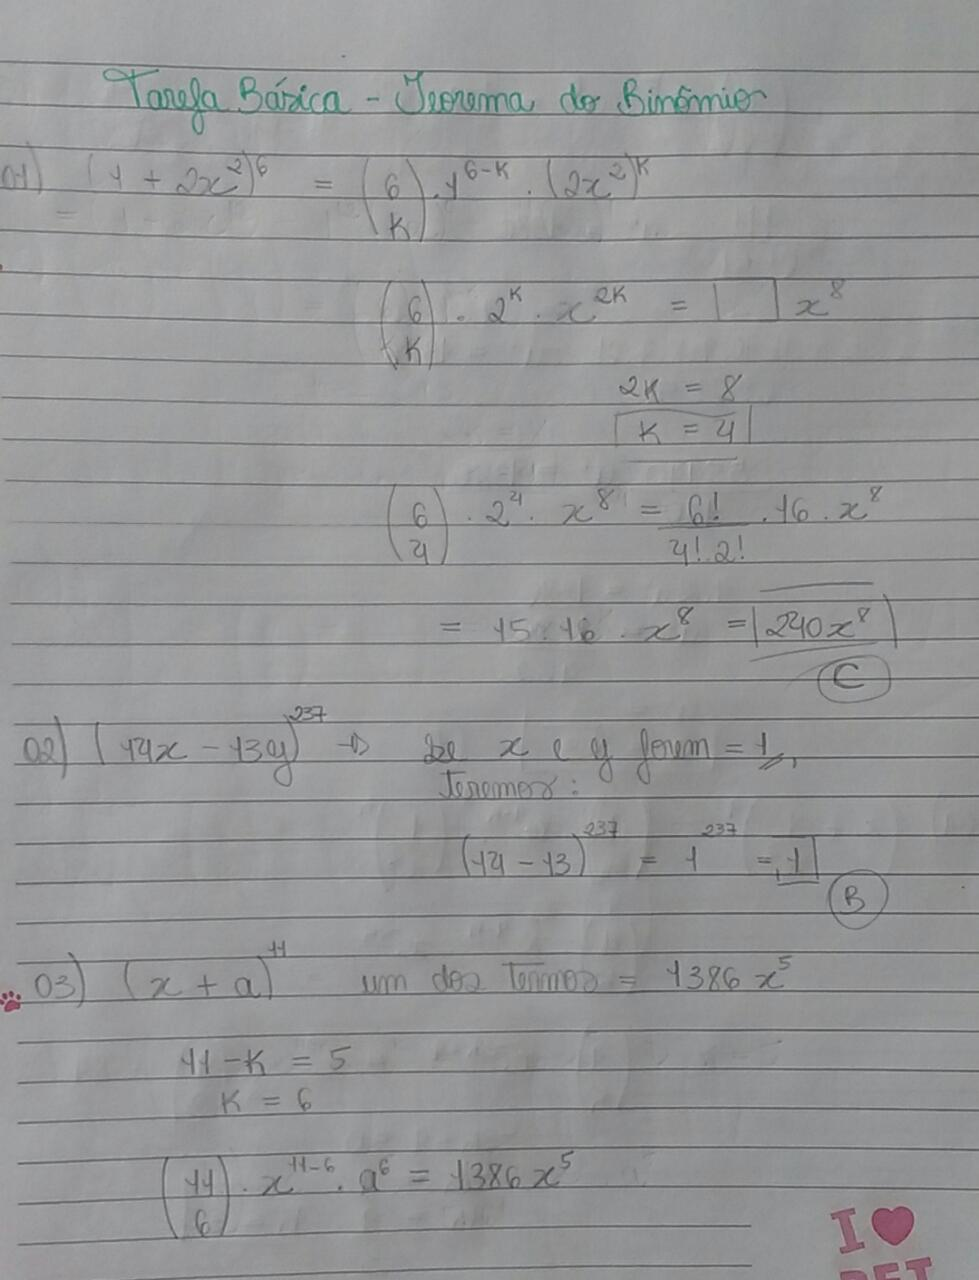 Tarefa Básica - Teorema do Binômio
01) (1 + 2x²)⁶ = (6 K) . 1⁶⁻ᴷ . (2x²)ᴷ
(6 K) . 2ᴷ . x²ᴷ = [ ] x⁸
2K = 8
K = 4
(6 4) . 2⁴ . x⁸ = 6!/4!.2! . 16 . x⁸
= 15 . 16 . x⁸ = 240x⁸
C
02) (14x - 13y)²³⁷ ⇒ se x e y forem = 1,
Teremos:
(14 - 13)²³⁷ = 1²³⁷ = 1
B
03) (x + a)¹¹ um dos termos = 1386 x⁵
11 - K = 5
K = 6
(11 6) . x¹¹⁻⁶ . a⁶ = 1386 x⁵
I ♥